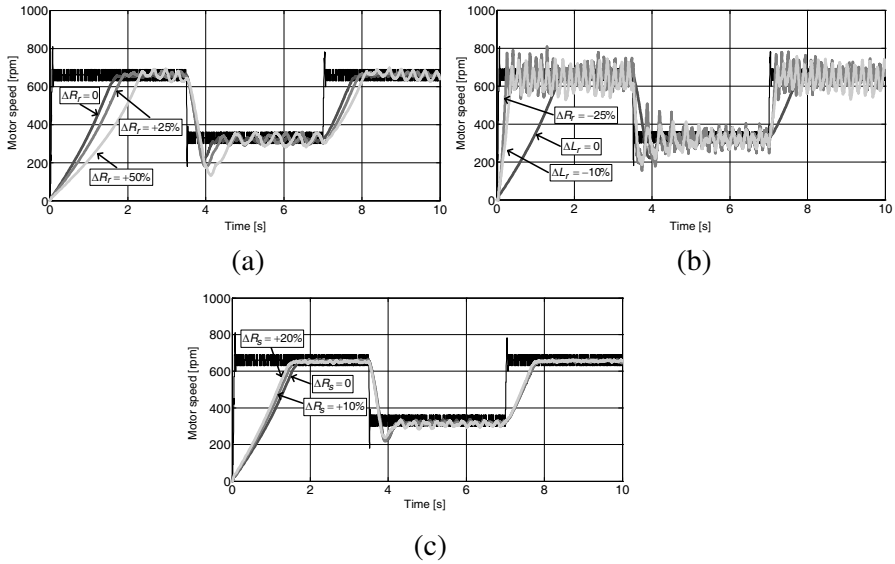 1000
800
600
400
200
0
Motor speed [rpm]
ΔRr = 0
ΔRr = +25%
ΔRr = +50%
0 2 4 6 8 10
Time [s]
(a)
1000
800
600
400
200
0
Motor speed [rpm]
ΔRr = −25%
ΔLr = 0
ΔLr = −10%
0 2 4 6 8 10
Time [s]
(b)
1000
800
600
400
200
0
Motor speed [rpm]
ΔRs = +20%
ΔRs = 0
ΔRs = +10%
0 2 4 6 8 10
Time [s]
(c)